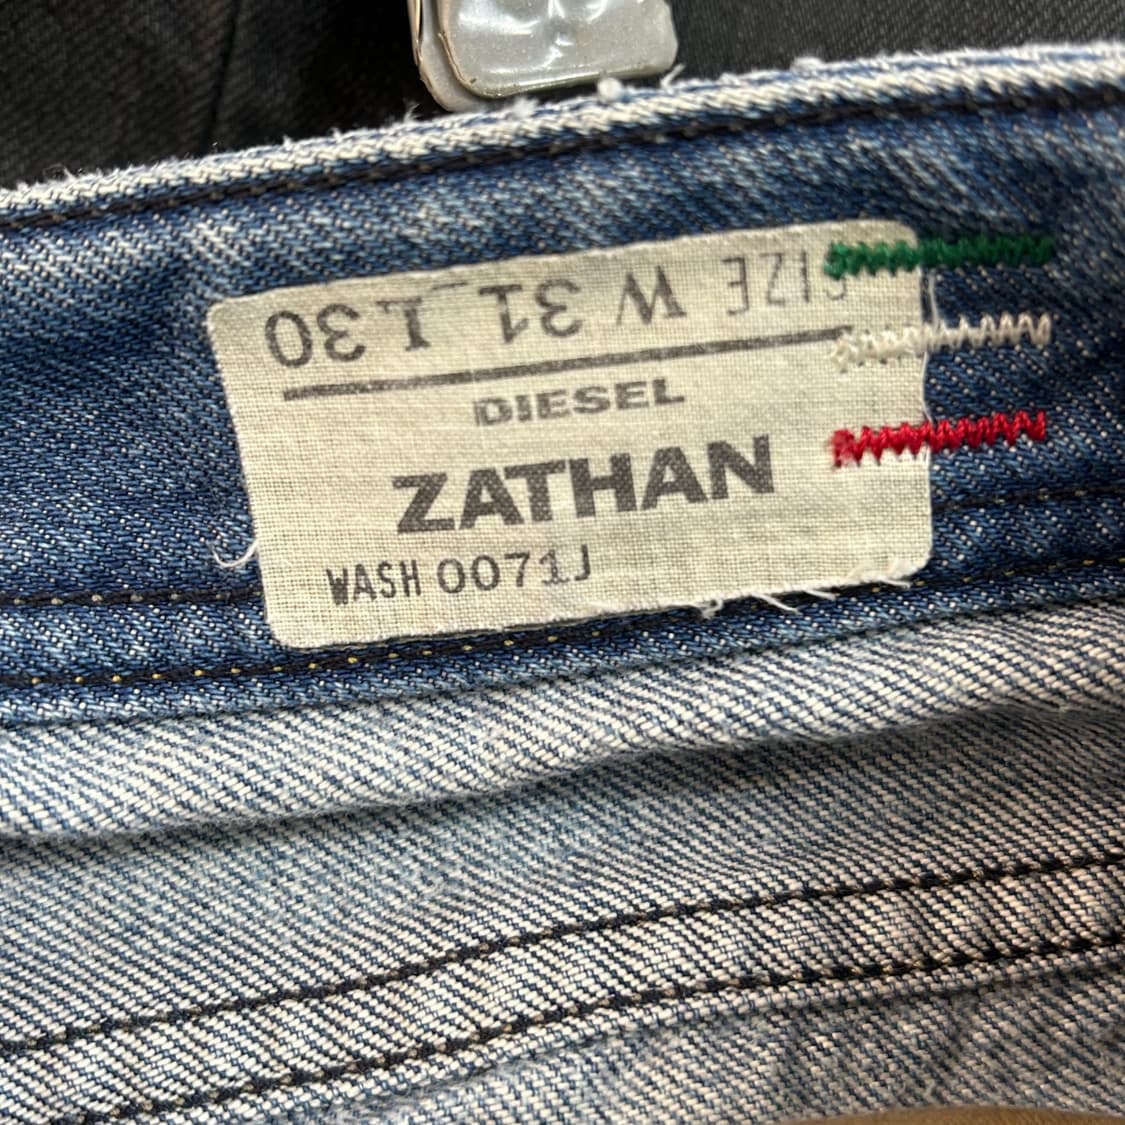 SIZE W 31 L 30
DIESEL
ZATHAN
WASH 0071J